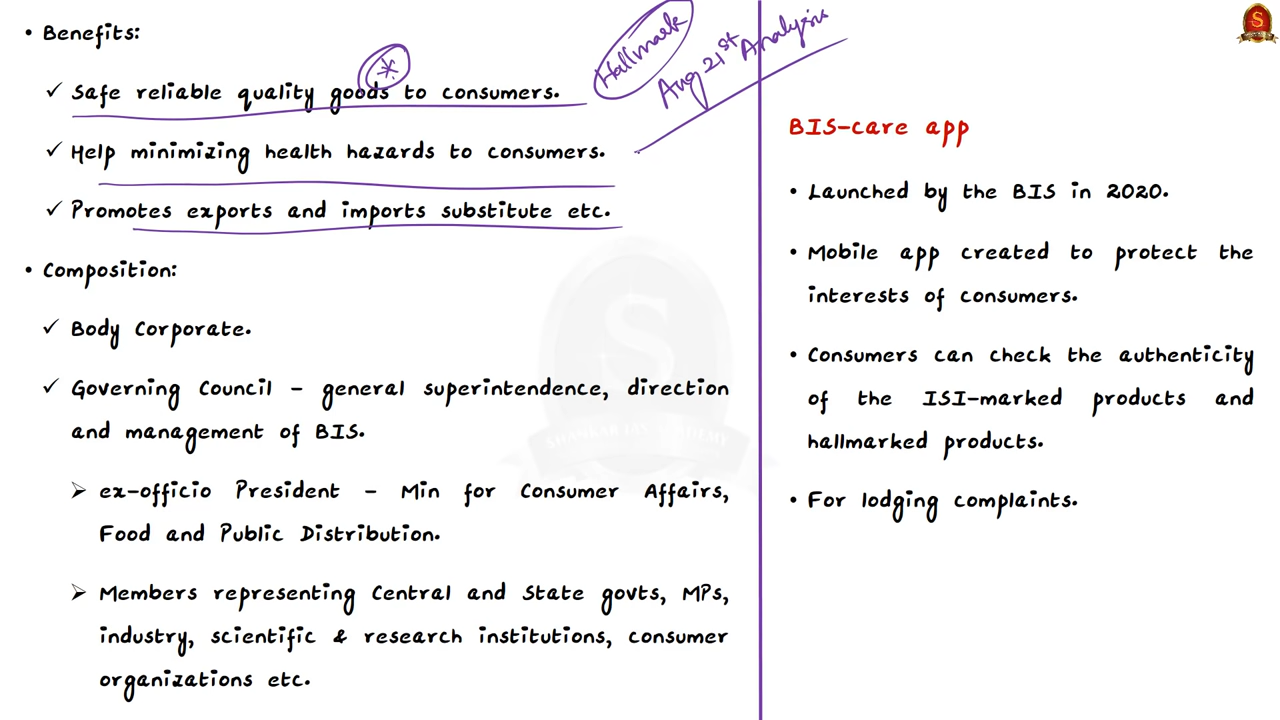 • Benefits:
✓ Safe reliable quality goods to consumers.
✓ Help minimizing health hazards to consumers.
✓ Promotes exports and imports substitute etc.
• Composition:
✓ Body Corporate.
✓ Governing Council – general superintendence, direction
and management of BIS.
➢ ex-officio President – Min for Consumer Affairs,
Food and Public Distribution.
➢ Members representing Central and State govts, MPs,
industry, scientific & research institutions, consumer
organizations etc.
Hallmark
Aug 21st Analysis
BIS-care app
• Launched by the BIS in 2020.
• Mobile app created to protect the
interests of consumers.
• Consumers can check the authenticity
of the ISI-marked products and
hallmarked products.
• For lodging complaints.
S
SHANKAR IAS ACADEMY